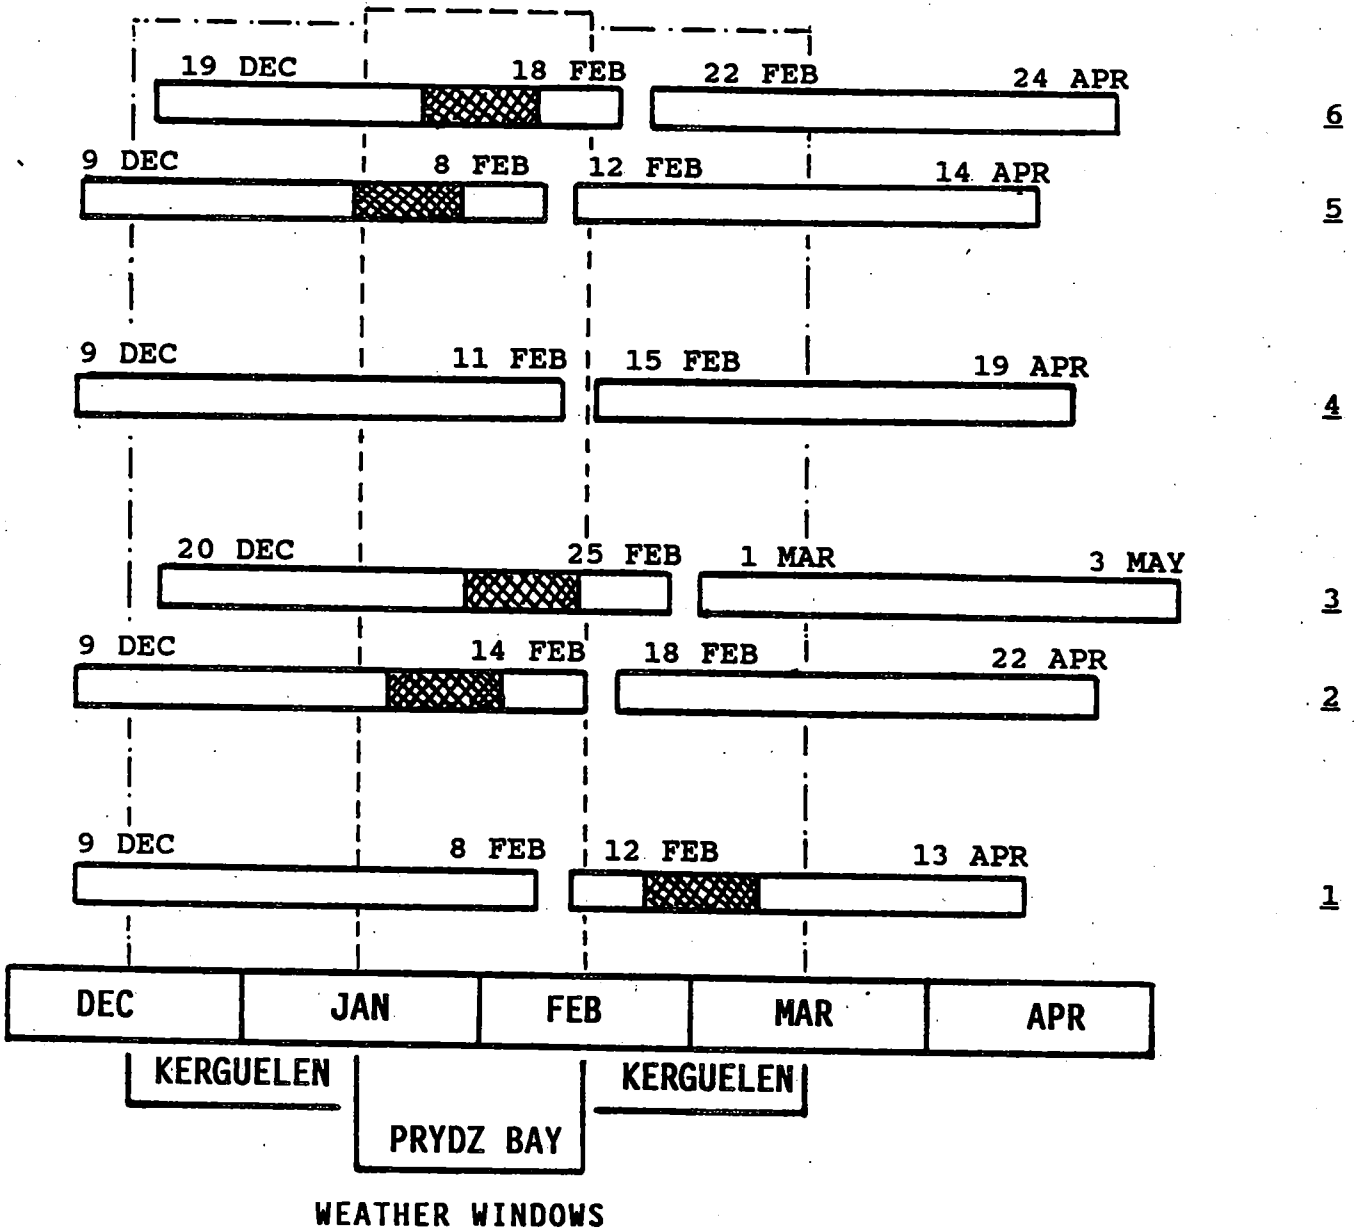 19 DEC 18 FEB 22 FEB 24 APR
6
9 DEC 8 FEB 12 FEB 14 APR
5
9 DEC 11 FEB 15 FEB 19 APR
4
20 DEC 25 FEB 1 MAR 3 MAY
3
9 DEC 14 FEB 18 FEB 22 APR
2
9 DEC 8 FEB 12 FEB 13 APR
1
DEC JAN FEB MAR APR
KERGUELEN KERGUELEN
PRYDZ BAY
WEATHER WINDOWS